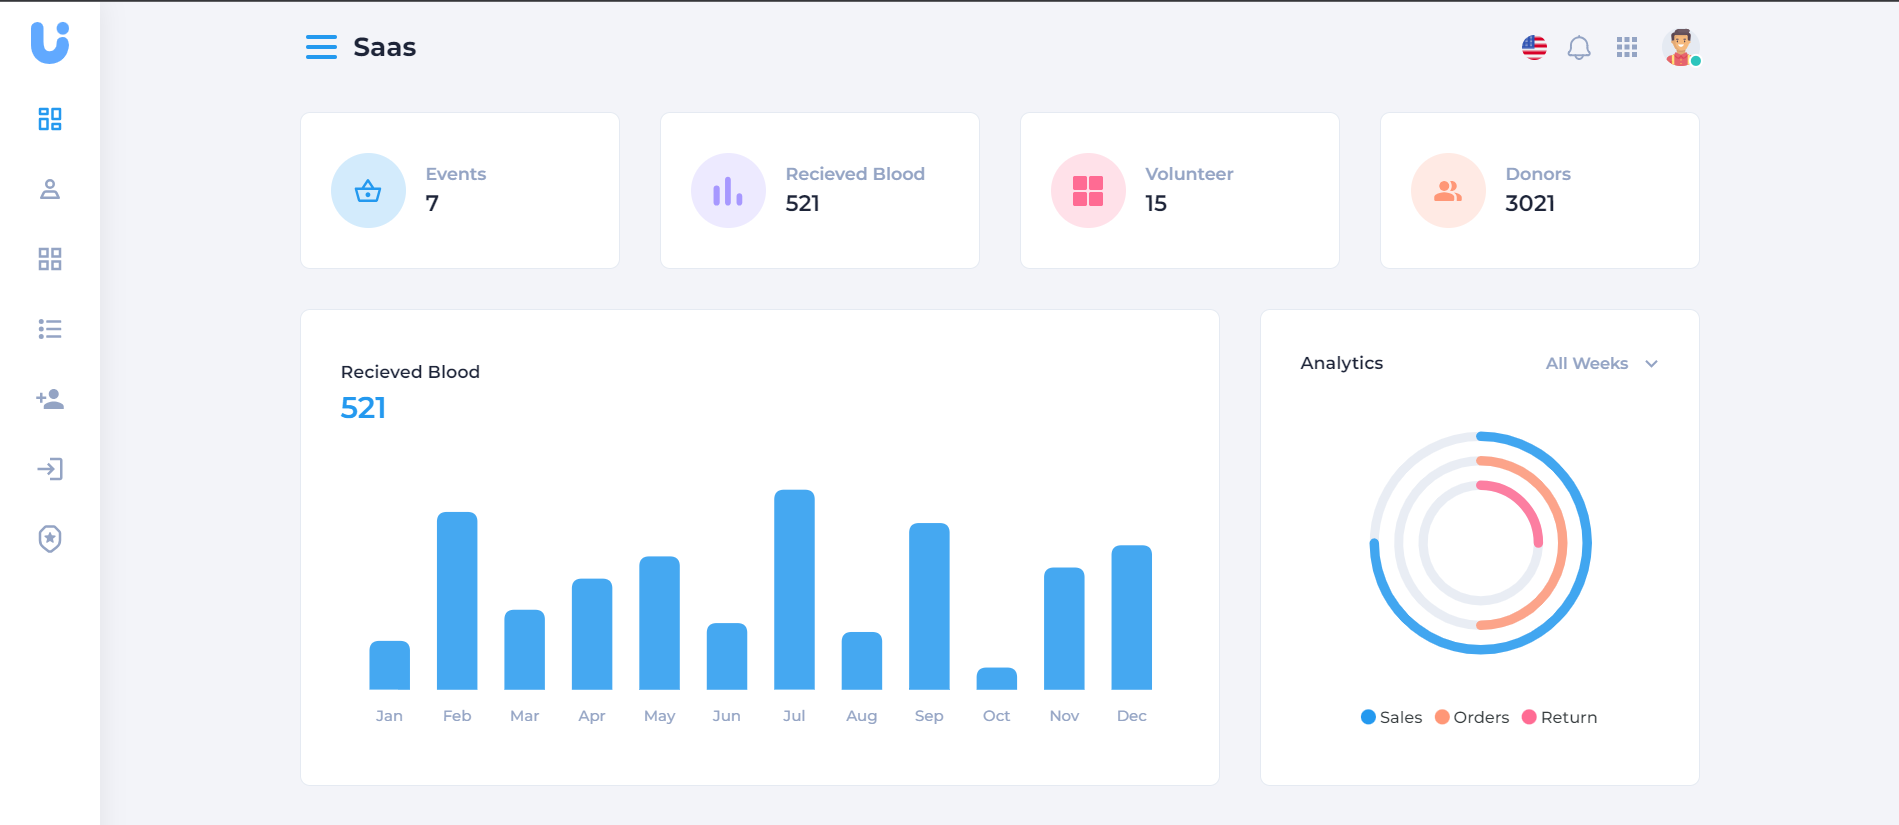 Saas
Events
7
Recieved Blood
521
Volunteer
15
Donors
3021
Recieved Blood
521
Jan Feb Mar Apr May Jun Jul Aug Sep Oct Nov Dec
Analytics
All Weeks
Sales Orders Return